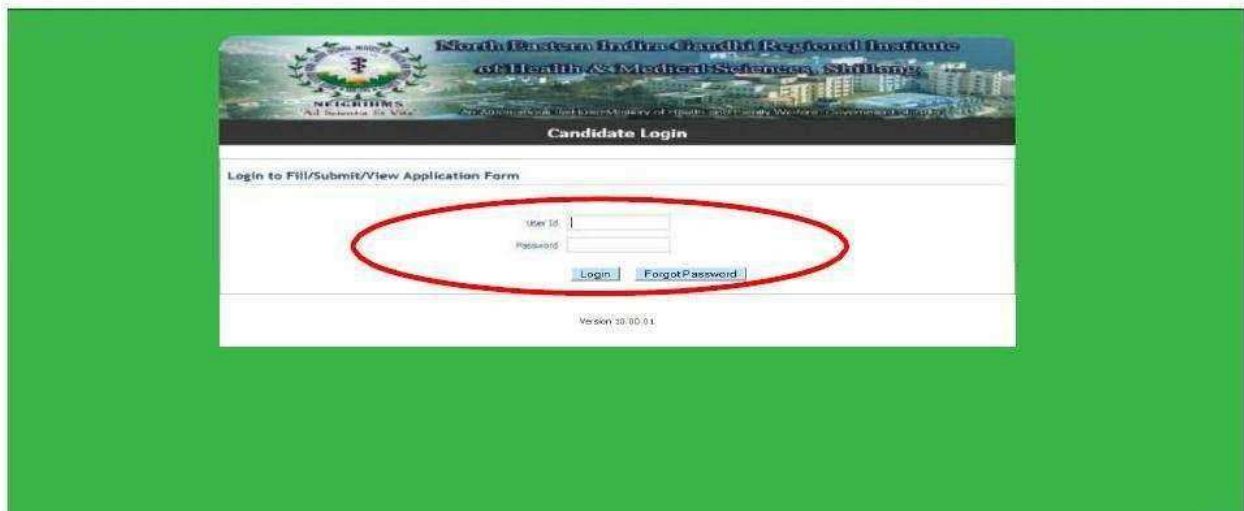 North Eastern Indira Gandhi Regional Institute
of Health & Medical Sciences, Shillong
NEIGRIHMS
Candidate Login
Login to Fill/Submit/View Application Form
User Id
Password
Login Forgot Password
Version